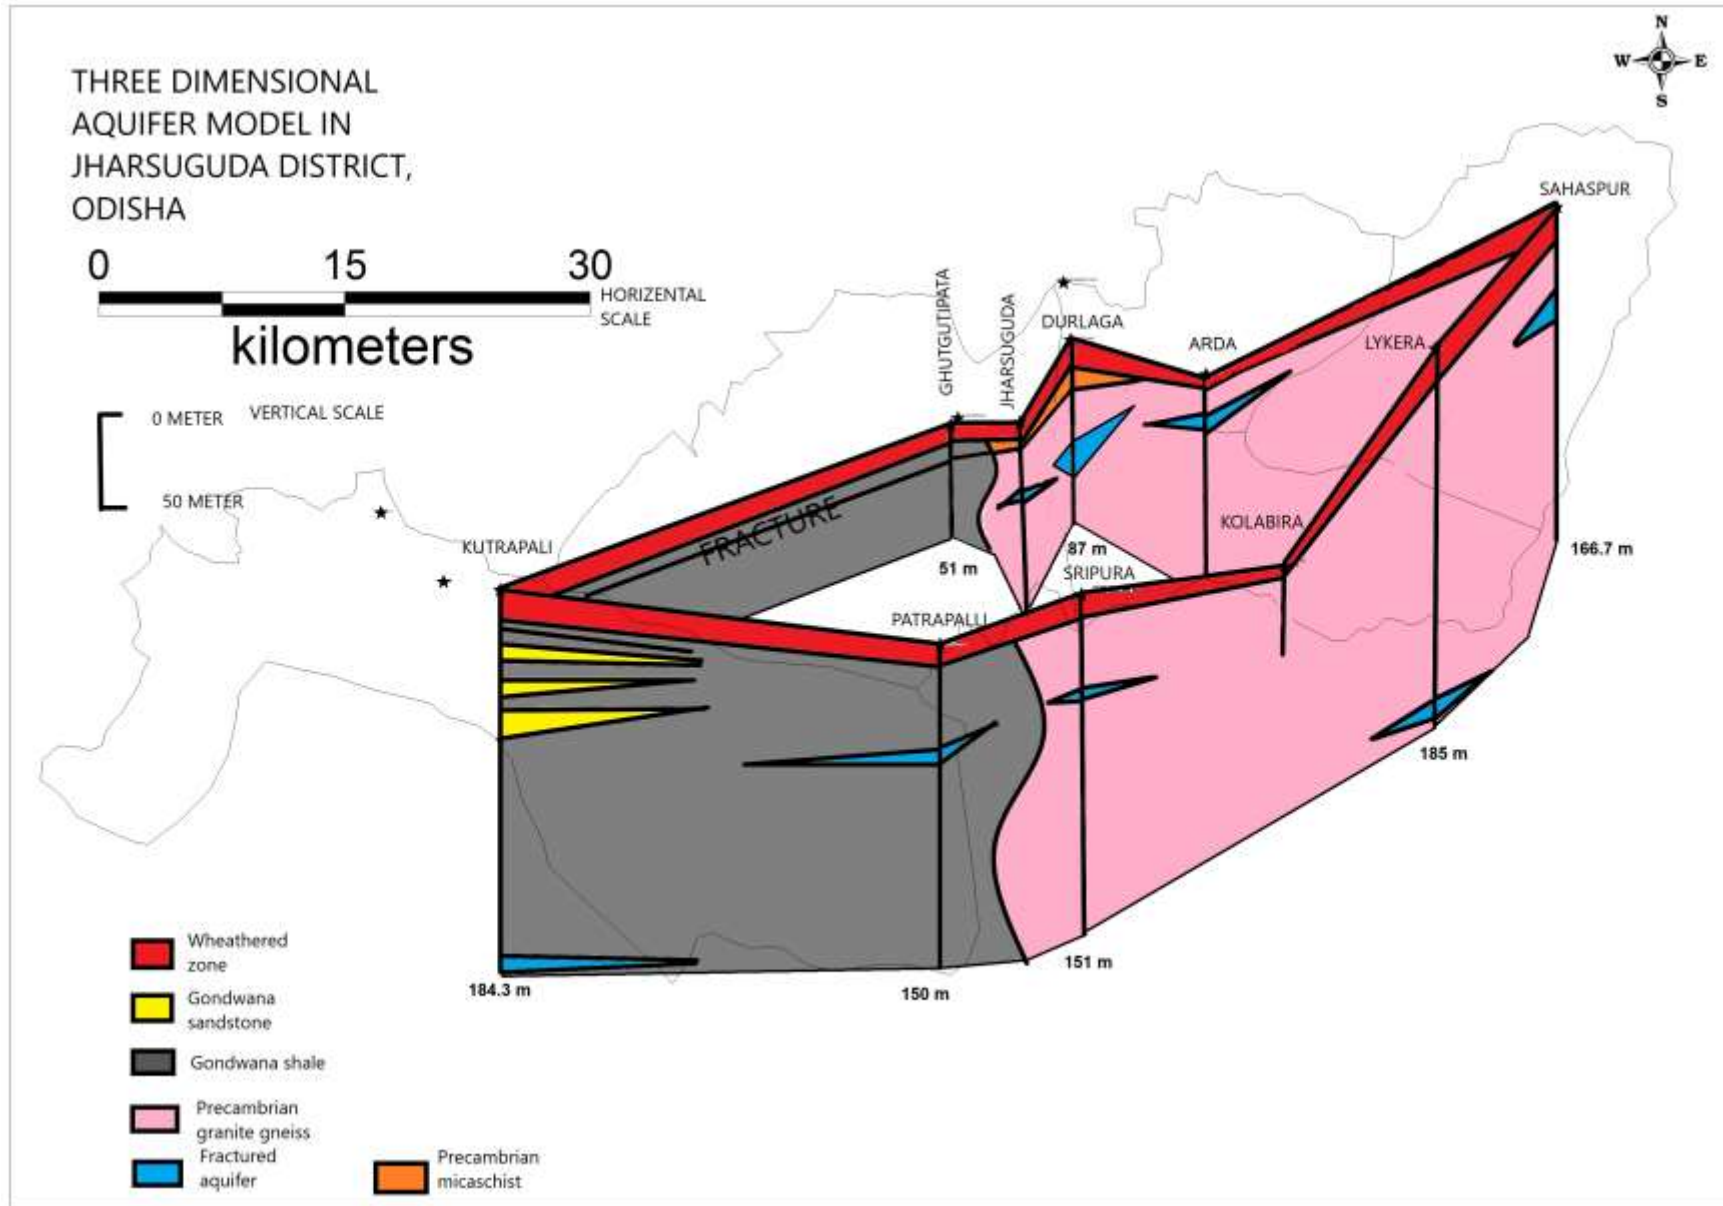 THREE DIMENSIONAL
AQUIFER MODEL IN
JHARSUGUDA DISTRICT,
ODISHA
N
W E
S
0 15 30
HORIZENTAL
SCALE
kilometers
0 METER VERTICAL SCALE
50 METER
SAHASPUR
GHUTGUTIPATA
JHARSUGUDA
DURLAGA
ARDA
LYKERA
FRACTURE
KUTRAPALI
KOLABIRA
87 m
51 m
SRIPURA
166.7 m
PATRAPALLI
185 m
151 m
184.3 m
150 m
Wheathered
zone
Gondwana
sandstone
Gondwana shale
Precambrian
granite gneiss
Fractured
aquifer
Precambrian
micaschist